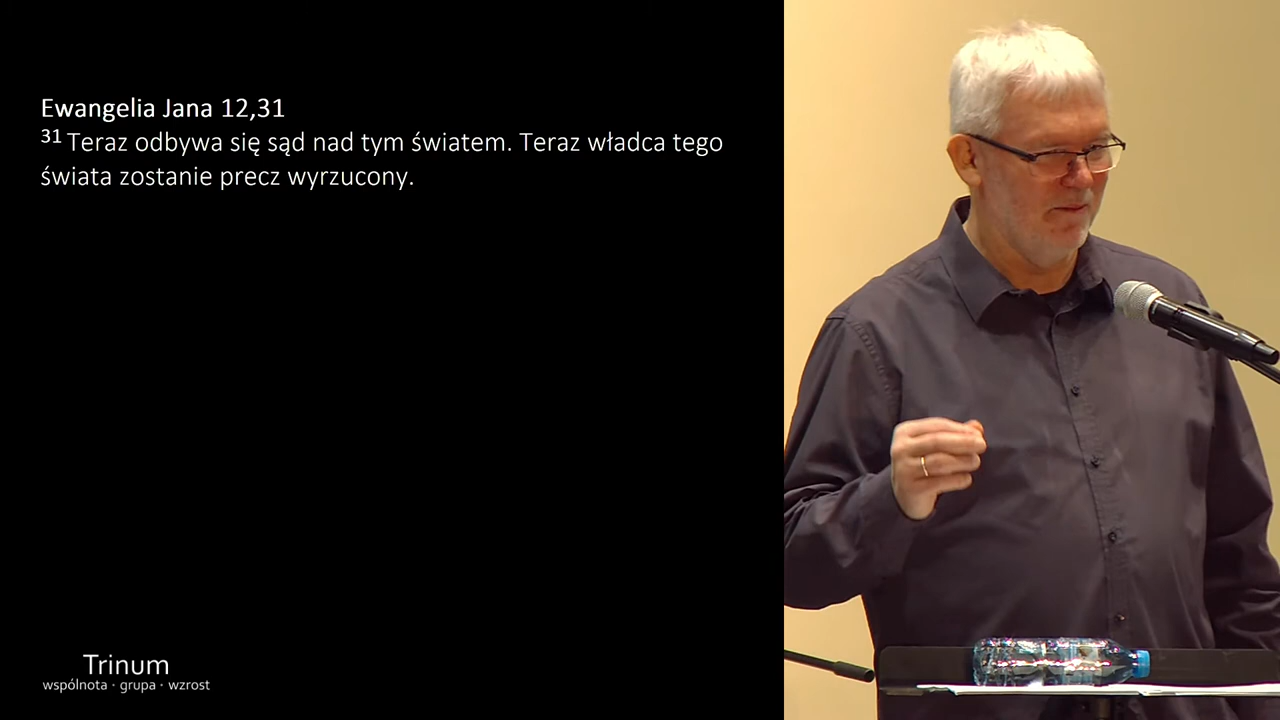 Ewangelia Jana 12,31
31 Teraz odbywa się sąd nad tym światem. Teraz władca tego
świata zostanie precz wyrzucony.
Trinum
wspólnota · grupa · wzrost